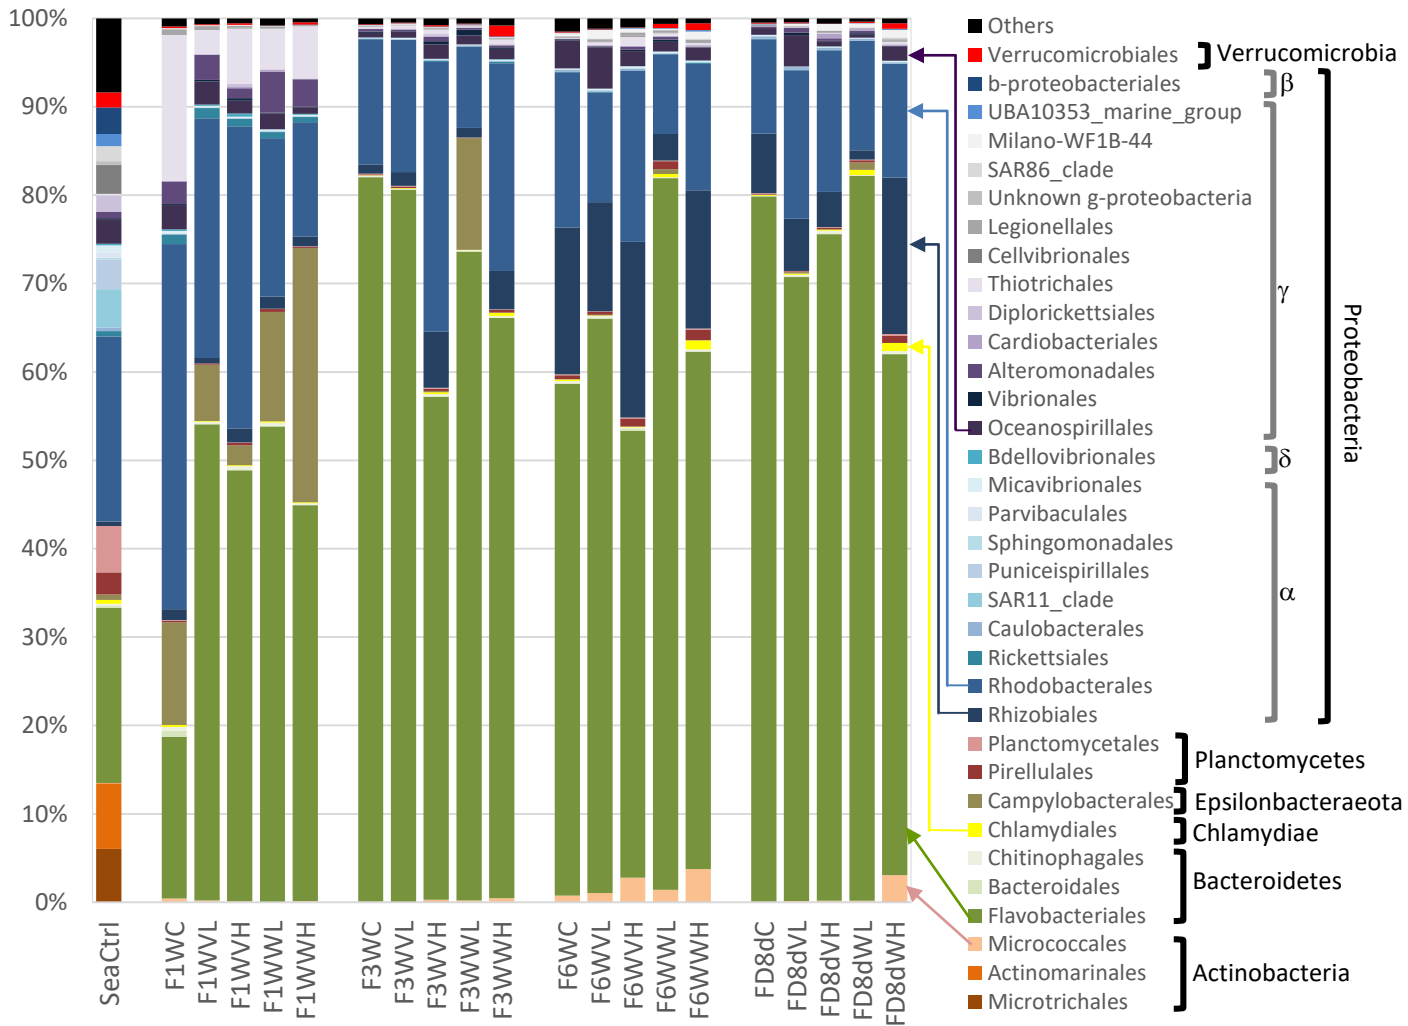 100%
90%
80%
70%
60%
50%
40%
30%
20%
10%
0%
SeaCtrl
F1WC
F1WVL
F1WVH
F1WWL
F1WWH
F3WC
F3WVL
F3WVH
F3WWL
F3WWH
F6WC
F6WVL
F6WVH
F6WWL
F6WWH
FD8dC
FD8dVL
FD8dVH
FD8dWL
FD8dWH
Others
Verrucomicrobiales
b-proteobacteriales
UBA10353_marine_group
Milano-WF1B-44
SAR86_clade
Unknown g-proteobacteria
Legionellales
Cellvibrionales
Thiotrichales
Diplorickettsiales
Cardiobacteriales
Alteromonadales
Vibrionales
Oceanospirillales
Bdellovibrionales
Micavibrionales
Parvibaculales
Sphingomonadales
Puniceispirillales
SAR11_clade
Caulobacterales
Rickettsiales
Rhodobacterales
Rhizobiales
Planctomycetales
Pirellulales
Campylobacterales
Chlamydiales
Chitinophagales
Bacteroidales
Flavobacteriales
Micrococcales
Actinomarinales
Microtrichales
Verrucomicrobia
β
γ
δ
α
Proteobacteria
Planctomycetes
Epsilonbacteraeota
Chlamydiae
Bacteroidetes
Actinobacteria